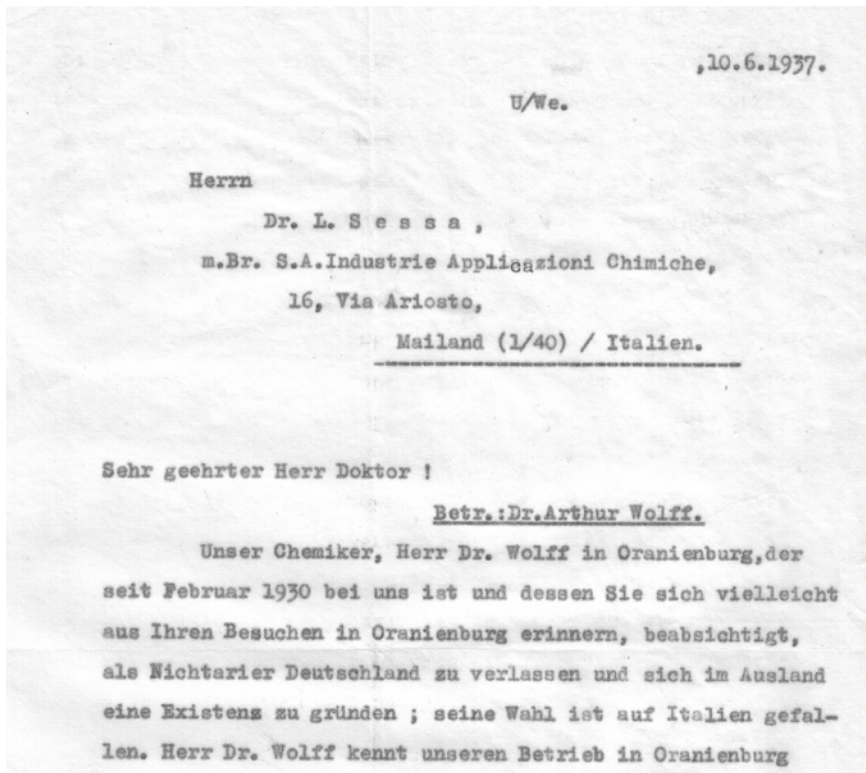 ,10.6.1937.
U/We.
Herrn
Dr. L. S e s s a ,
m.Br. S.A.Industrie Applicazioni Chimiche,
16, Via Ariosto,
Mailand (1/40) / Italien.
Sehr geehrter Herr Doktor !
Betr.:Dr.Arthur Wolff.
Unser Chemiker, Herr Dr. Wolff in Oranienburg,der
seit Februar 1930 bei uns ist und dessen Sie sich vielleicht
aus Ihren Besuchen in Oranienburg erinnern, beabsichtigt,
als Nichtarier Deutschland zu verlassen und sich im Ausland
eine Existenz zu gründen ; seine Wahl ist auf Italien gefal-
len. Herr Dr. Wolff kennt unseren Betrieb in Oranienburg